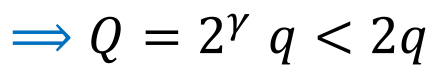 ⟹ Q = 2^γ q < 2q